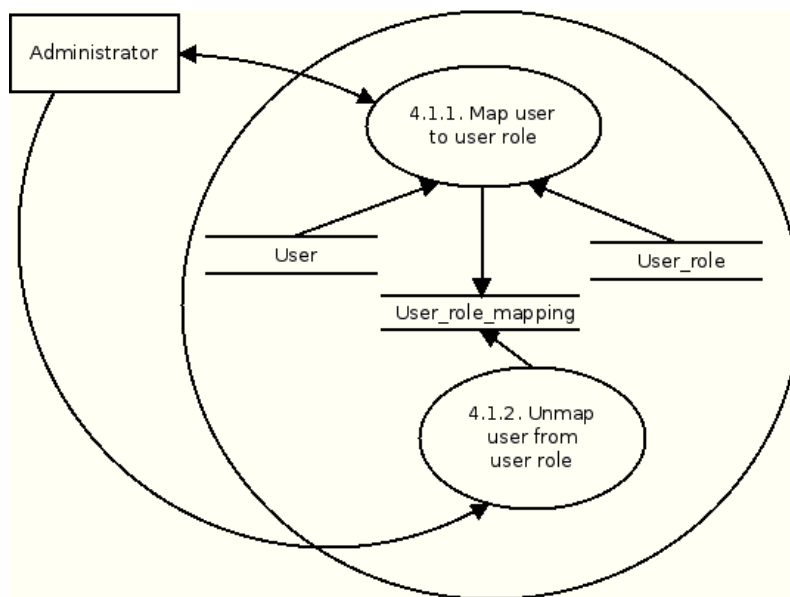 Administrator
4.1.1. Map user
to user role
User
User_role
User_role_mapping
4.1.2. Unmap
user from
user role